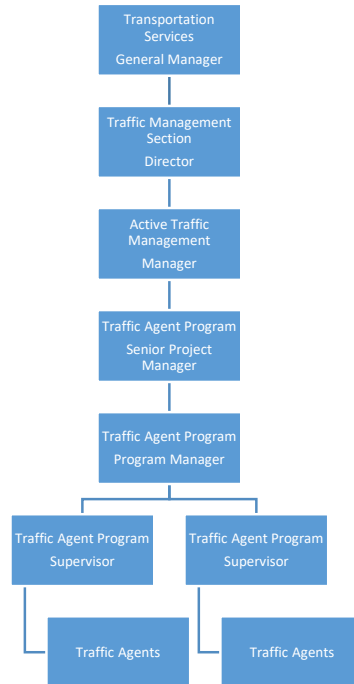 Transportation
Services
General Manager
Traffic Management
Section
Director
Active Traffic
Management
Manager
Traffic Agent Program
Senior Project
Manager
Traffic Agent Program
Program Manager
Traffic Agent Program
Supervisor
Traffic Agent Program
Supervisor
Traffic Agents
Traffic Agents